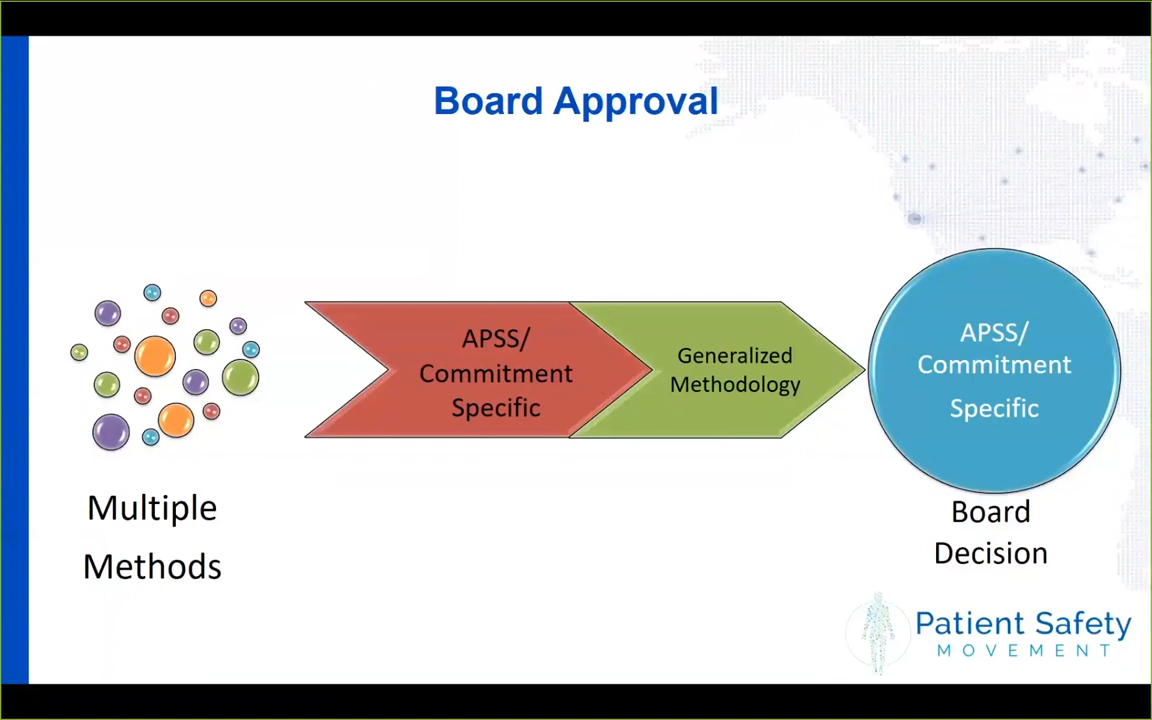 Board Approval
Multiple
Methods
APSS/
Commitment
Specific
Generalized
Methodology
APSS/
Commitment
Specific
Board
Decision
Patient Safety
MOVEMENT